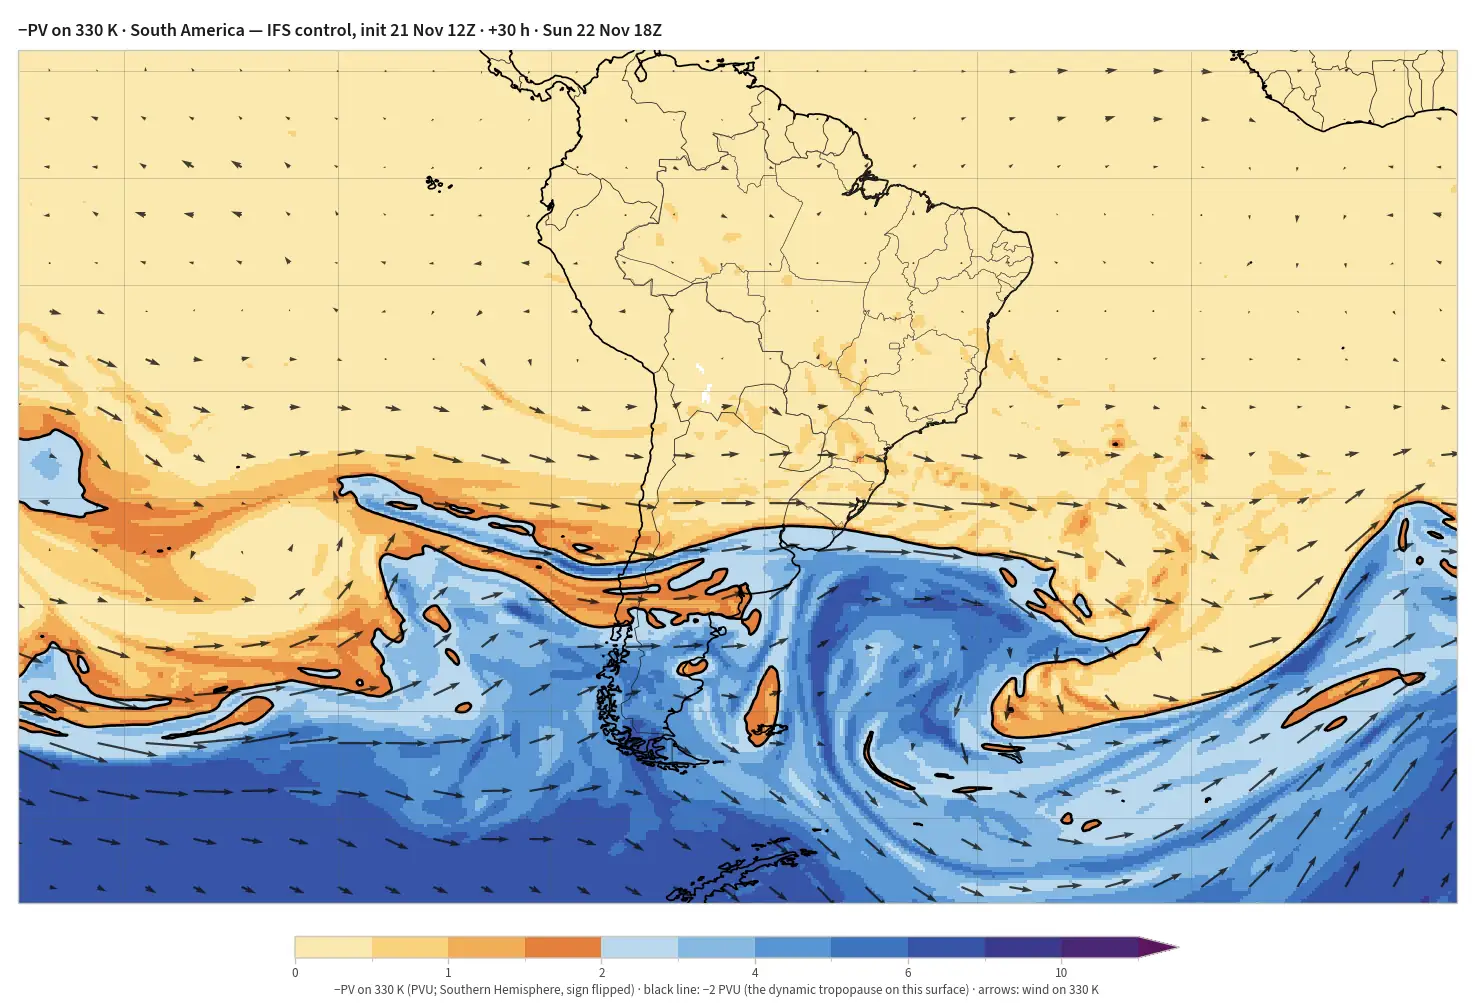 −PV on 330 K · South America — IFS control, init 21 Nov 12Z · +30 h · Sun 22 Nov 18Z
0 1 2 4 6 10
−PV on 330 K (PVU; Southern Hemisphere, sign flipped) · black line: −2 PVU (the dynamic tropopause on this surface) · arrows: wind on 330 K